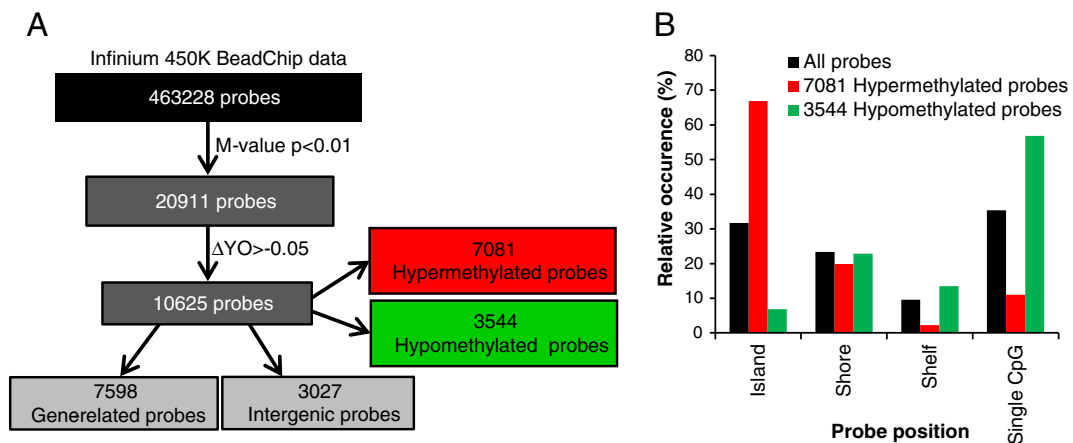 A
Infinium 450K BeadChip data
463228 probes
M-value p<0.01
20911 probes
ΔYO>-0.05
10625 probes
7081
Hypermethylated probes
3544
Hypomethylated probes
7598
Generelated probes
3027
Intergenic probes
B
Relative occurence (%)
80
70
60
50
40
30
20
10
0
All probes
7081 Hypermethylated probes
3544 Hypomethylated probes
Island
Shore
Shelf
Single CpG
Probe position